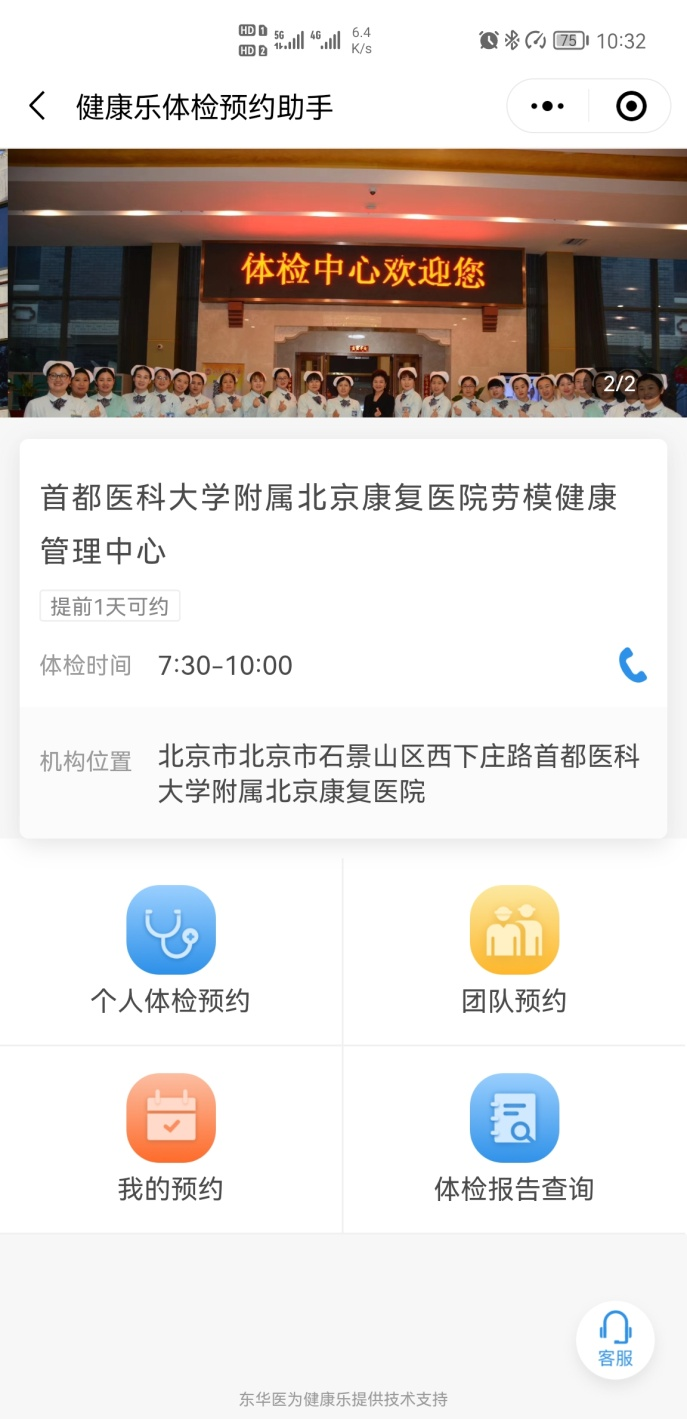 HD 1 5G 4G 6.4
HD 2 K/s
75 10:32
健康乐体检预约助手
体检中心欢迎您
2/2
首都医科大学附属北京康复医院劳模健康
管理中心
提前1天可约
体检时间 7:30-10:00
机构位置 北京市北京市石景山区西下庄路首都医科
大学附属北京康复医院
个人体检预约 团队预约
我的预约 体检报告查询
客服
东华医为健康乐提供技术支持